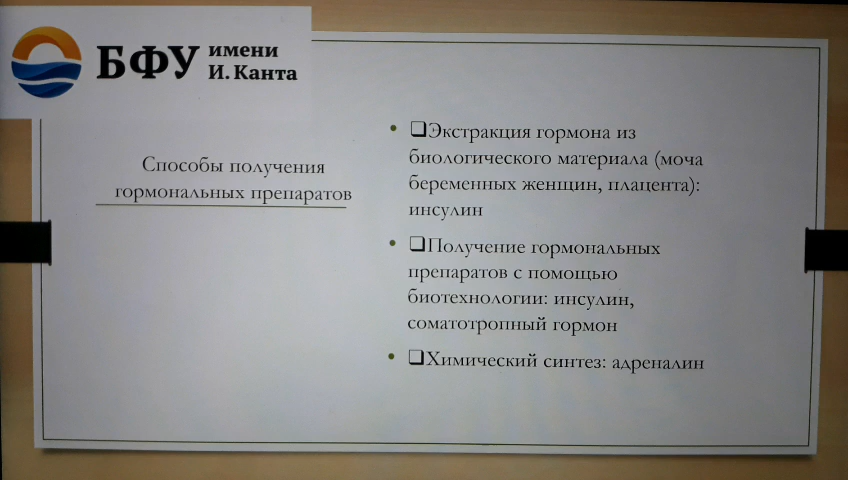 БФУ имени
И. Канта
Способы получения
гормональных препаратов
• ❑Экстракция гормона из
биологического материала (моча
беременных женщин, плацента):
инсулин
• ❑Получение гормональных
препаратов с помощью
биотехнологии: инсулин,
соматотропный гормон
• ❑Химический синтез: адреналин